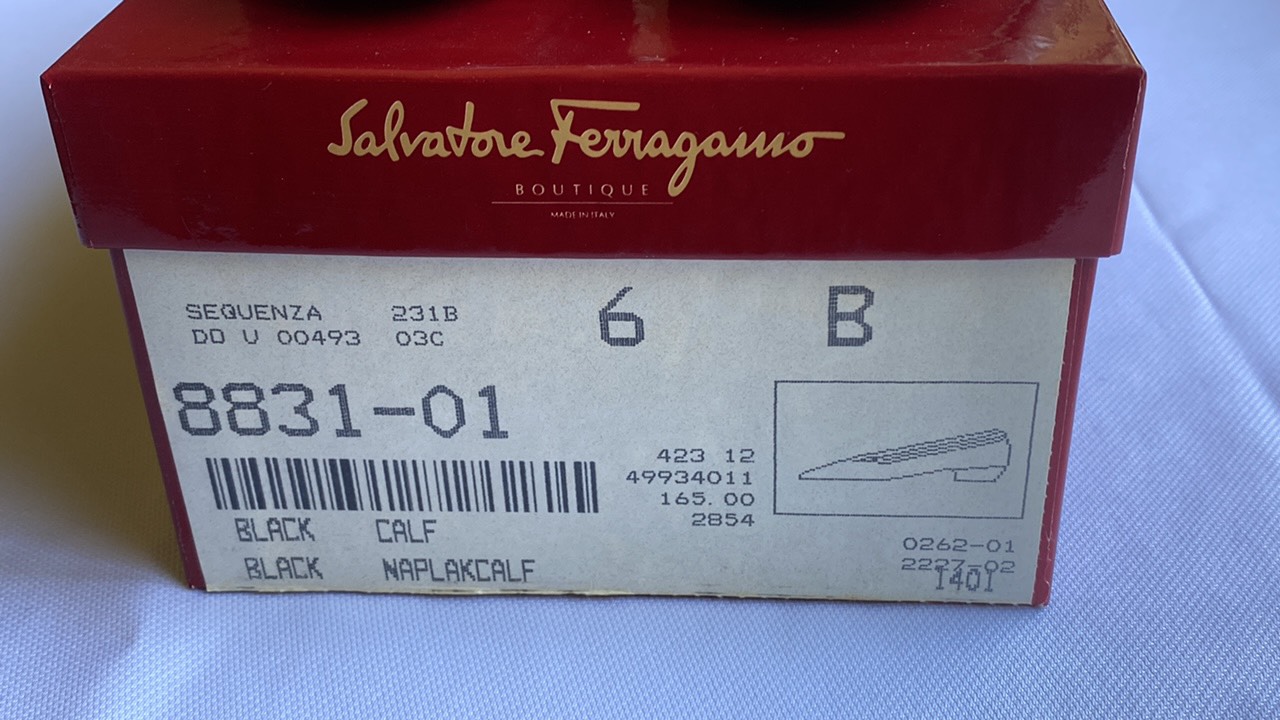 Salvatore Ferragamo
BOUTIQUE
MADE IN ITALY
SEQUENZA 231B 6 B
DD U 00493 03C
8831-01
423 12
49934011
165.00
2854
BLACK CALF
BLACK NAPLAKCALF
0262-01
2227-02
1401